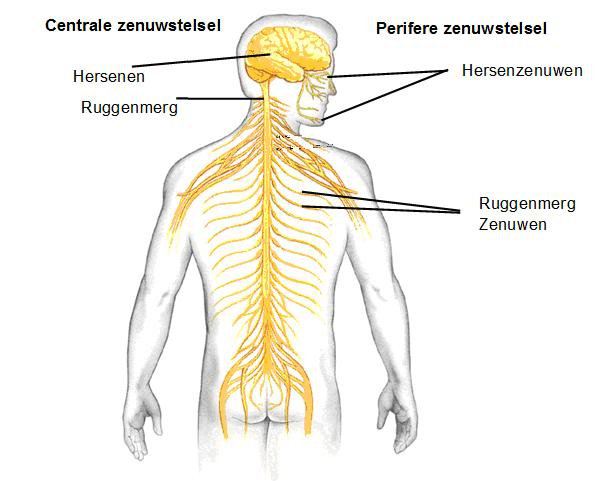 Centrale zenuwstelsel
Perifere zenuwstelsel
Hersenen
Ruggenmerg
Hersenzenuwen
Ruggenmerg
Zenuwen